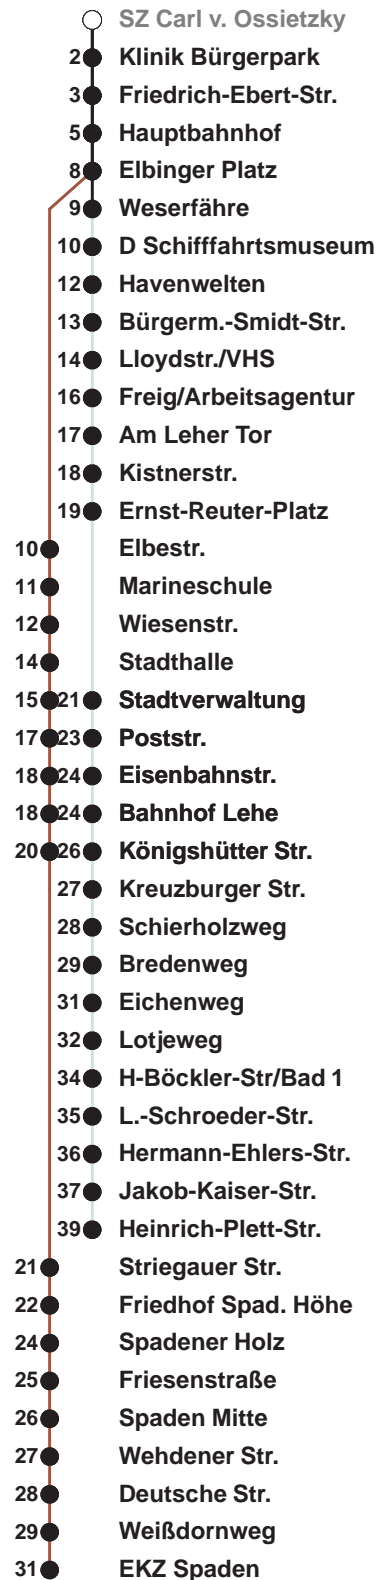 SZ Carl v. Ossietzky
2 Klinik Bürgerpark
3 Friedrich-Ebert-Str.
5 Hauptbahnhof
8 Elbinger Platz
9 Weserfähre
10 D Schifffahrtsmuseum
12 Havenwelten
13 Bürgerm.-Smidt-Str.
14 Lloydstr./VHS
16 Freig/Arbeitsagentur
17 Am Leher Tor
18 Kistnerstr.
19 Ernst-Reuter-Platz
10 Elbestr.
11 Marineschule
12 Wiesenstr.
14 Stadthalle
15 21 Stadtverwaltung
17 23 Poststr.
18 24 Eisenbahnstr.
18 24 Bahnhof Lehe
20 26 Königshütter Str.
27 Kreuzburger Str.
28 Schierholzweg
29 Bredenweg
31 Eichenweg
32 Lotjeweg
34 H-Böckler-Str/Bad 1
35 L.-Schroeder-Str.
36 Hermann-Ehlers-Str.
37 Jakob-Kaiser-Str.
39 Heinrich-Plett-Str.
21 Striegauer Str.
22 Friedhof Spad. Höhe
24 Spadener Holz
25 Friesenstraße
26 Spaden Mitte
27 Wehdener Str.
28 Deutsche Str.
29 Weißdornweg
31 EKZ Spaden